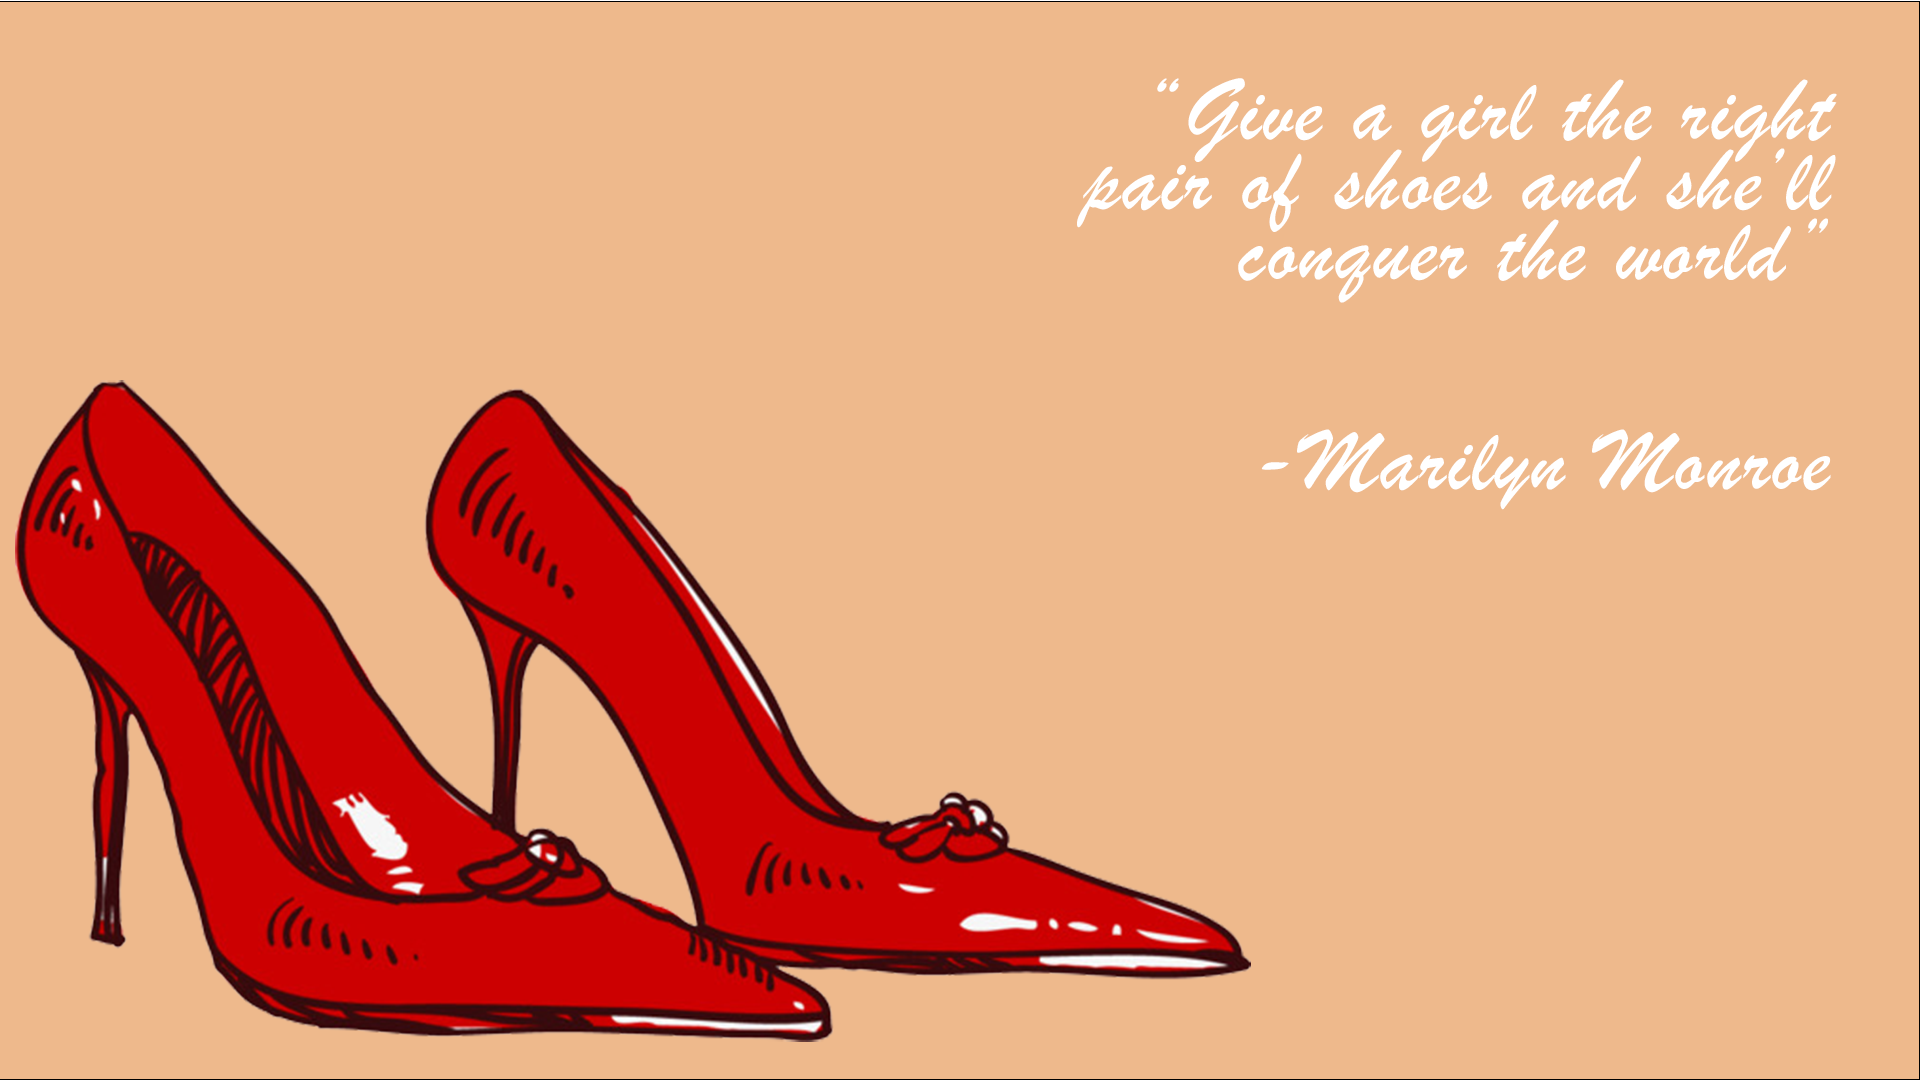 “Give a girl the right
pair of shoes and she'll
conquer the world”
-Marilyn Monroe